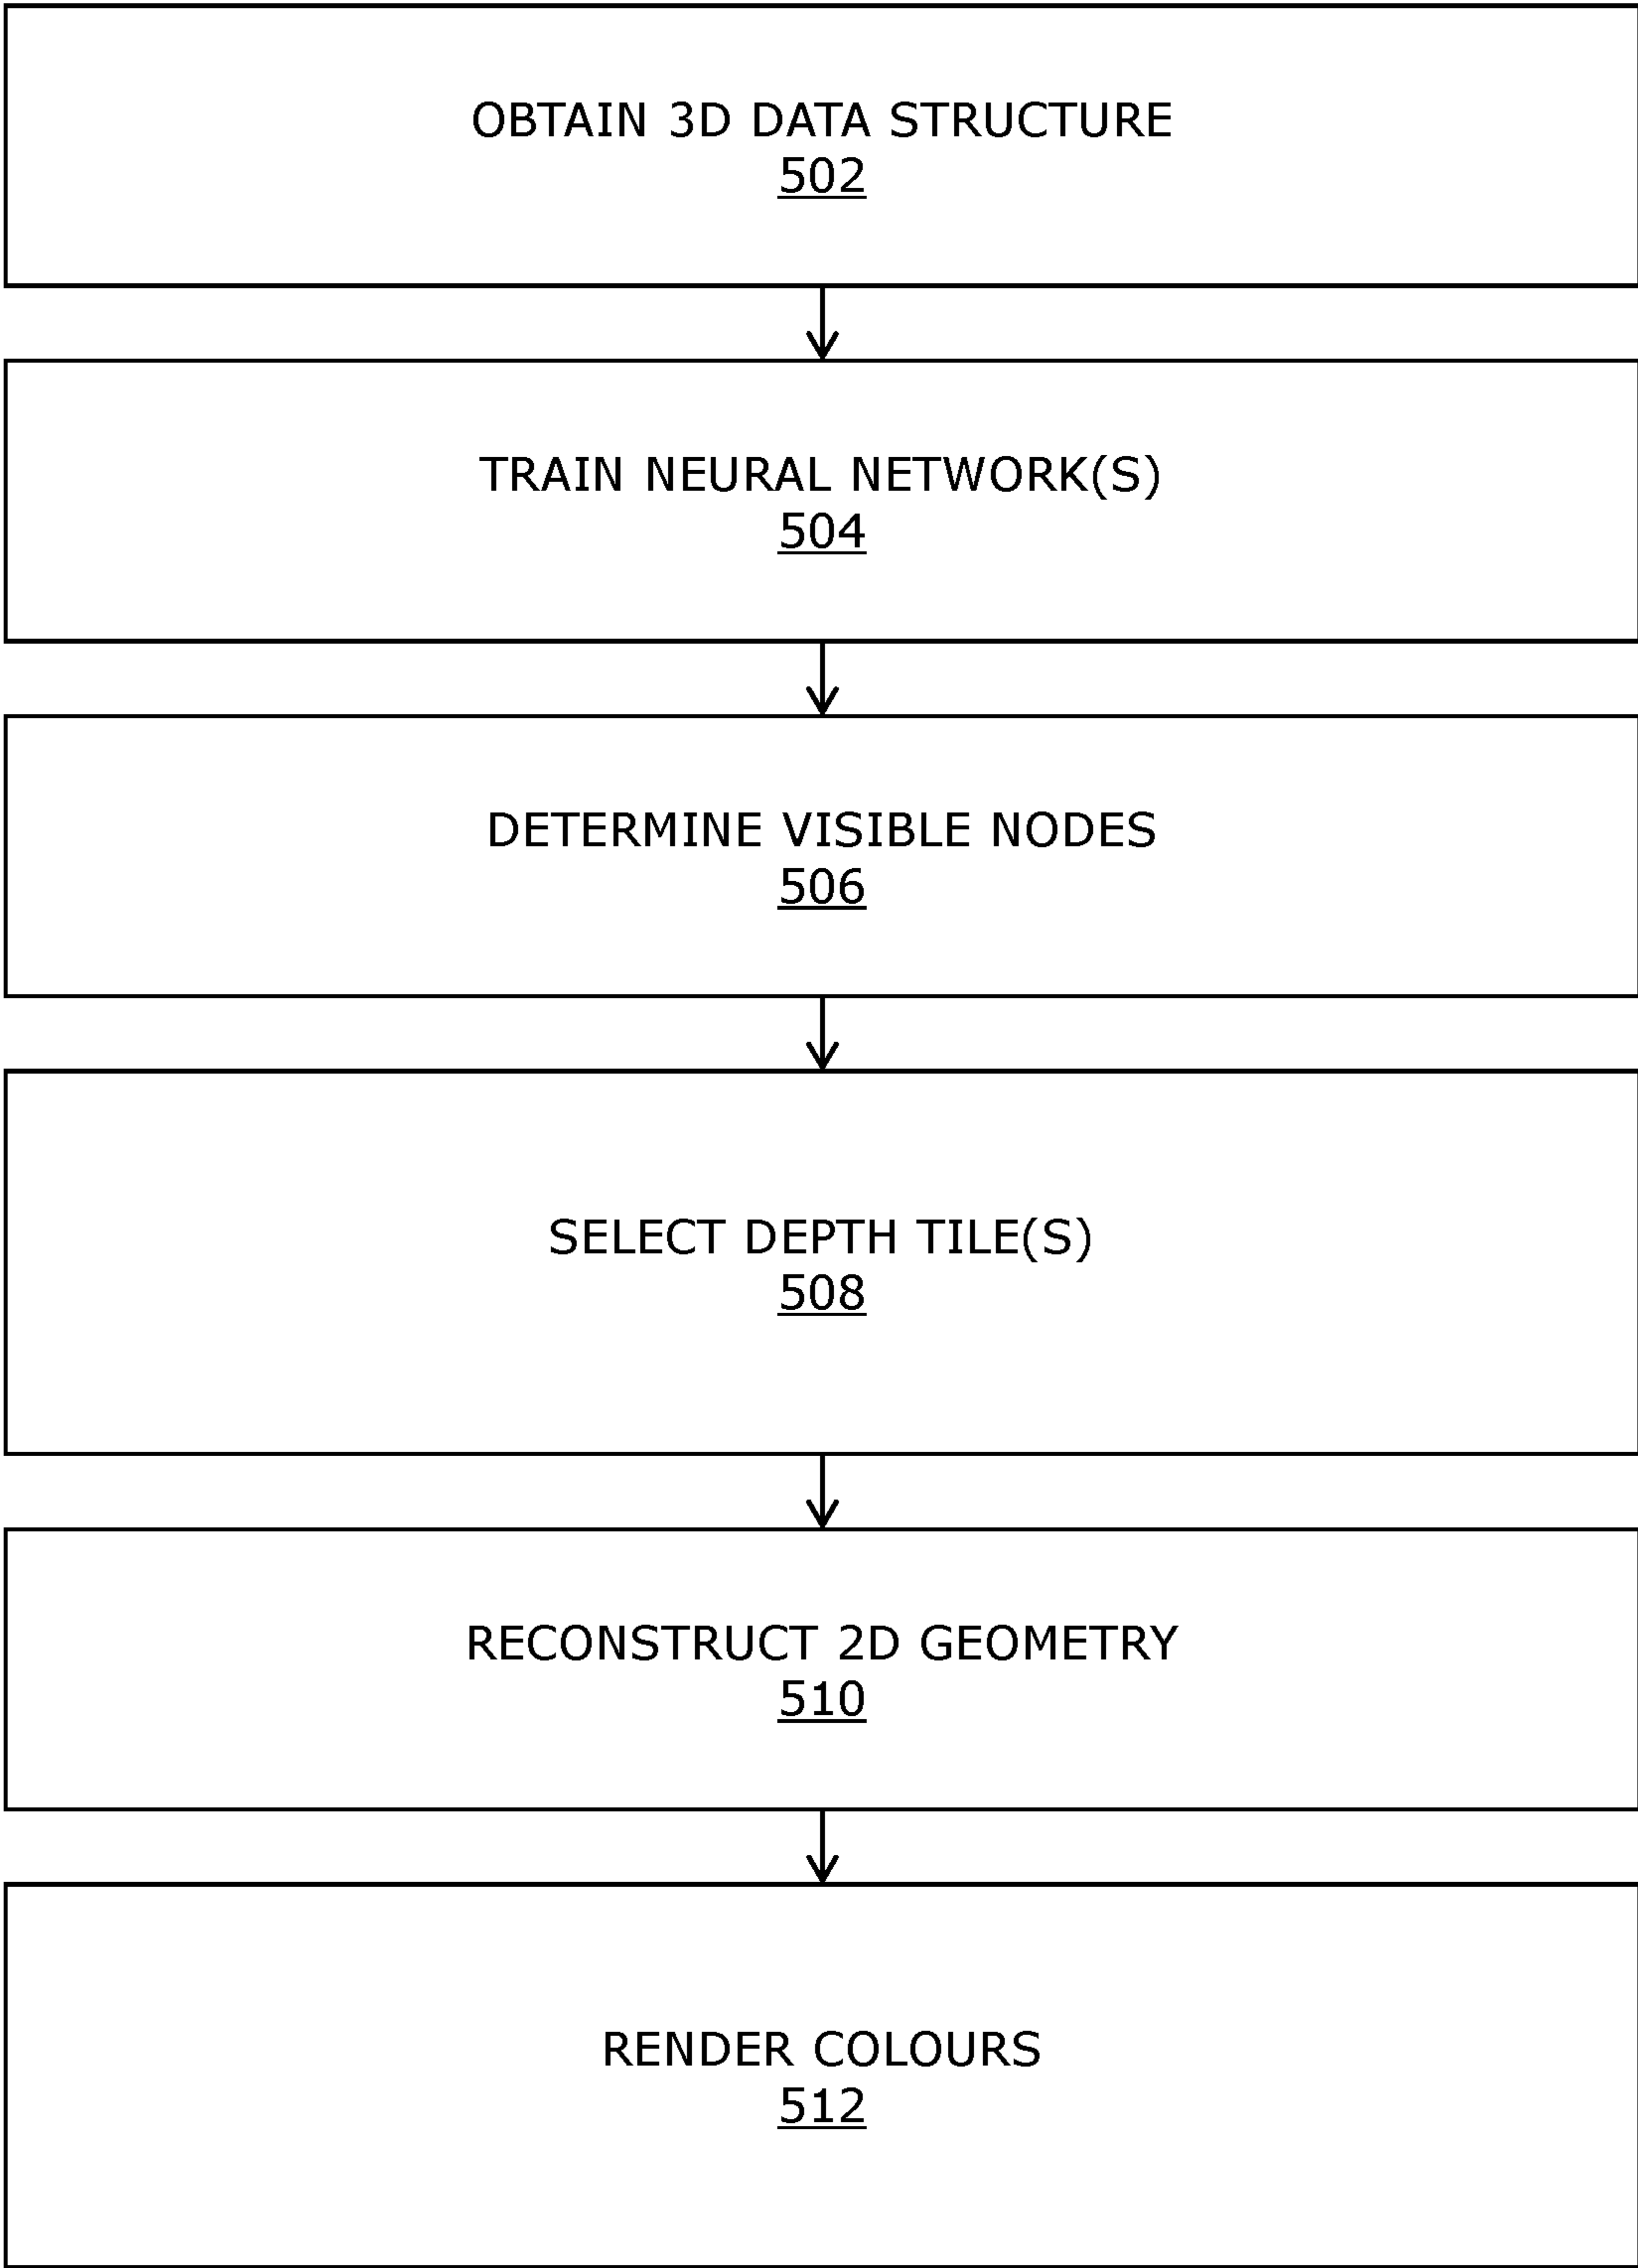 OBTAIN 3D DATA STRUCTURE
502
TRAIN NEURAL NETWORK(S)
504
DETERMINE VISIBLE NODES
506
SELECT DEPTH TILE(S)
508
RECONSTRUCT 2D GEOMETRY
510
RENDER COLOURS
512